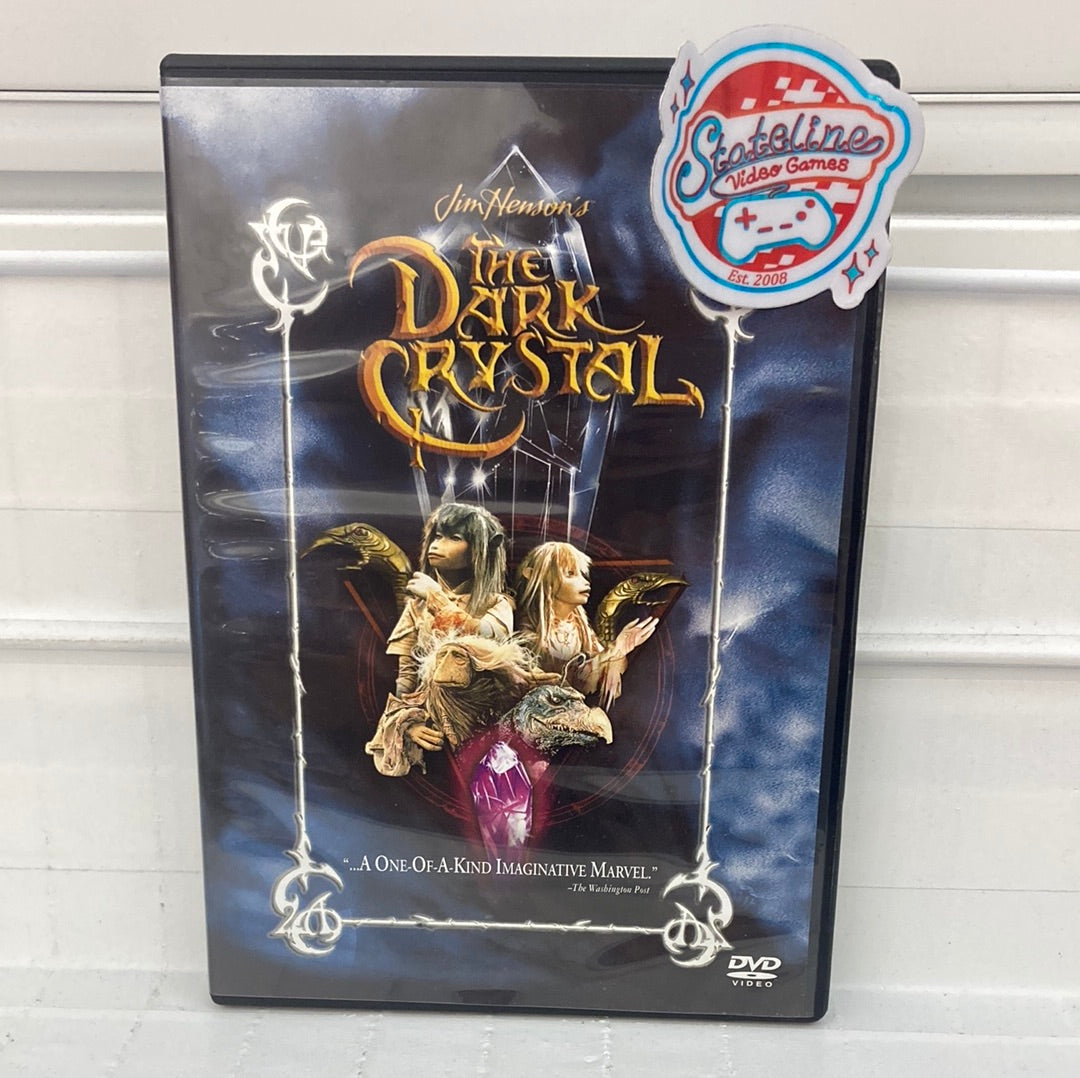 Stateline
Video Games
Est. 2008
Jim Henson's
THE
DARK
CRYSTAL
“...A ONE-OF-A-KIND IMAGINATIVE MARVEL.”
–The Washington Post
DVD
VIDEO